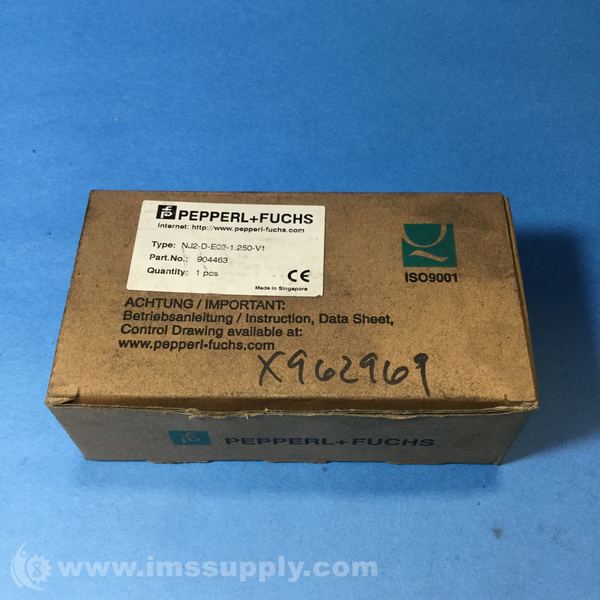 PEPPERL+FUCHS
Internet: http://www.pepperl-fuchs.com
Type: NJ2-D-E02-1.250-V1
Part.No.: 904463
Quantity: 1 pcs
CE
Made in Singapore
ISO9001
ACHTUNG / IMPORTANT:
Betriebsanleitung / Instruction, Data Sheet,
Control Drawing available at:
www.pepperl-fuchs.com
X962969
PEPPERL+FUCHS
© www.imssupply.com